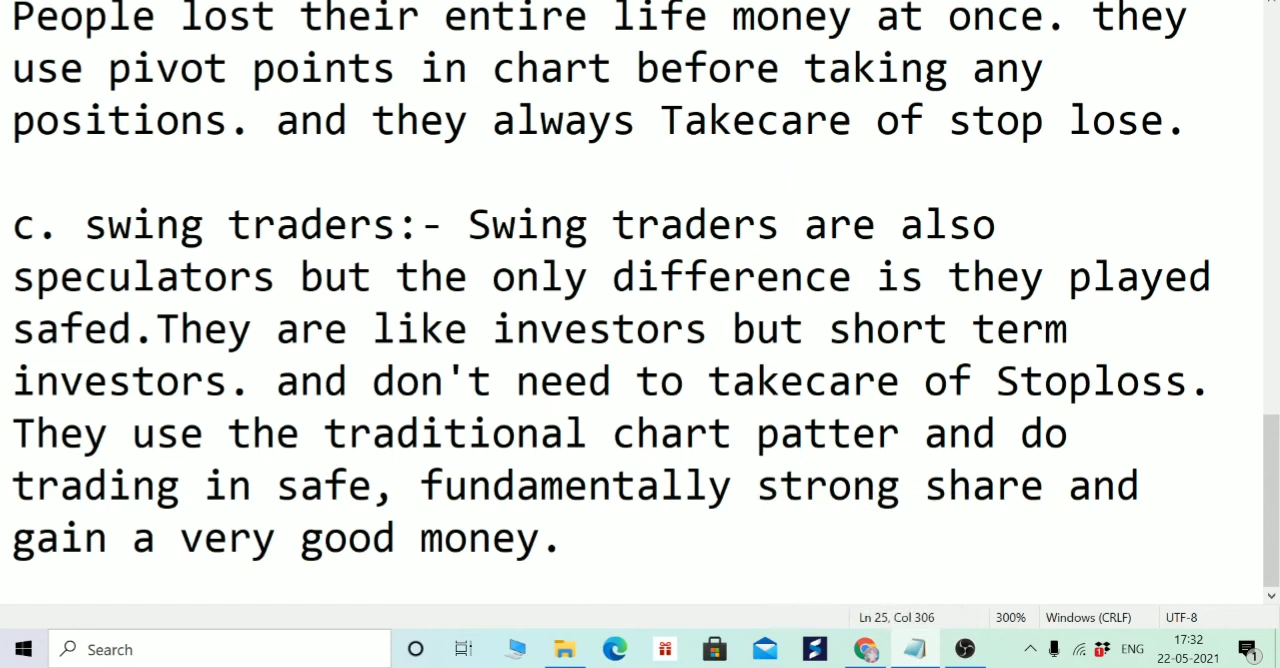 People lost their entire life money at once. they
use pivot points in chart before taking any
positions. and they always Takecare of stop lose.
c. swing traders:- Swing traders are also
speculators but the only difference is they played
safed.They are like investors but short term
investors. and don't need to takecare of Stoploss.
They use the traditional chart patter and do
trading in safe, fundamentally strong share and
gain a very good money.
Ln 25, Col 306 300% Windows (CRLF) UTF-8
Search ENG 17:32
22-05-2021 1